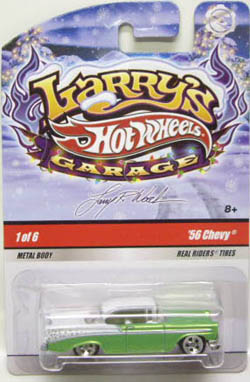 Larry's
Hot Wheels
GARAGE
1 of 6
'56 Chevy
8+
METAL BODY
REAL RIDERS TIRES